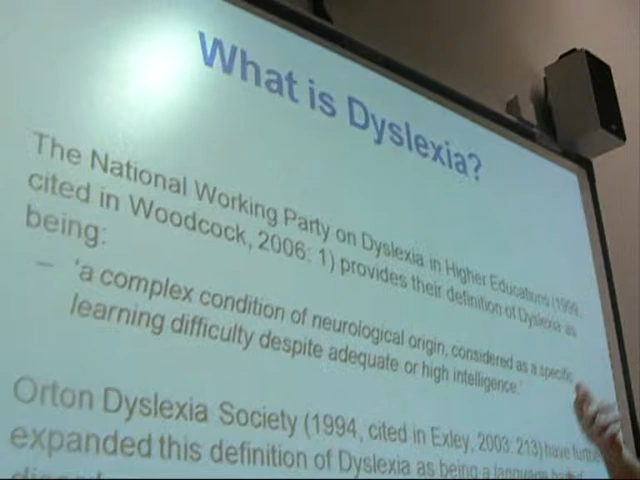 What is Dyslexia?
The National Working Party on Dyslexia in Higher Educations (1999,
cited in Woodcock, 2006: 1) provides their definition of Dyslexia as
being:
– 'a complex condition of neurological origin, considered as a specific
learning difficulty despite adequate or high intelligence.'
Orton Dyslexia Society (1994, cited in Exley, 2003: 213) have further
expanded this definition of Dyslexia as being a language